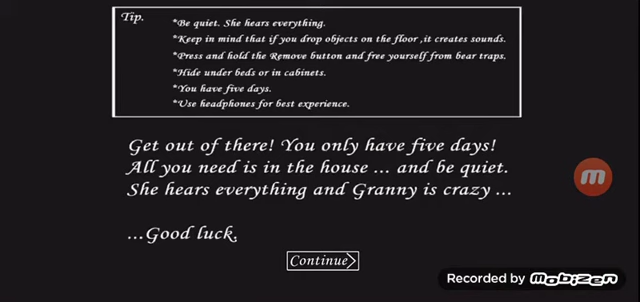 Tip.
*Be quiet. She hears everything.
*Keep in mind that if you drop objects on the floor ,it creates sounds.
*Press and hold the Remove button and free yourself from bear traps.
*Hide under beds or in cabinets.
*You have five days.
*Use headphones for best experience.
Get out of there! You only have five days!
All you need is in the house ... and be quiet.
She hears everything and Granny is crazy ...
...Good luck.
Continue
Recorded by mobizen